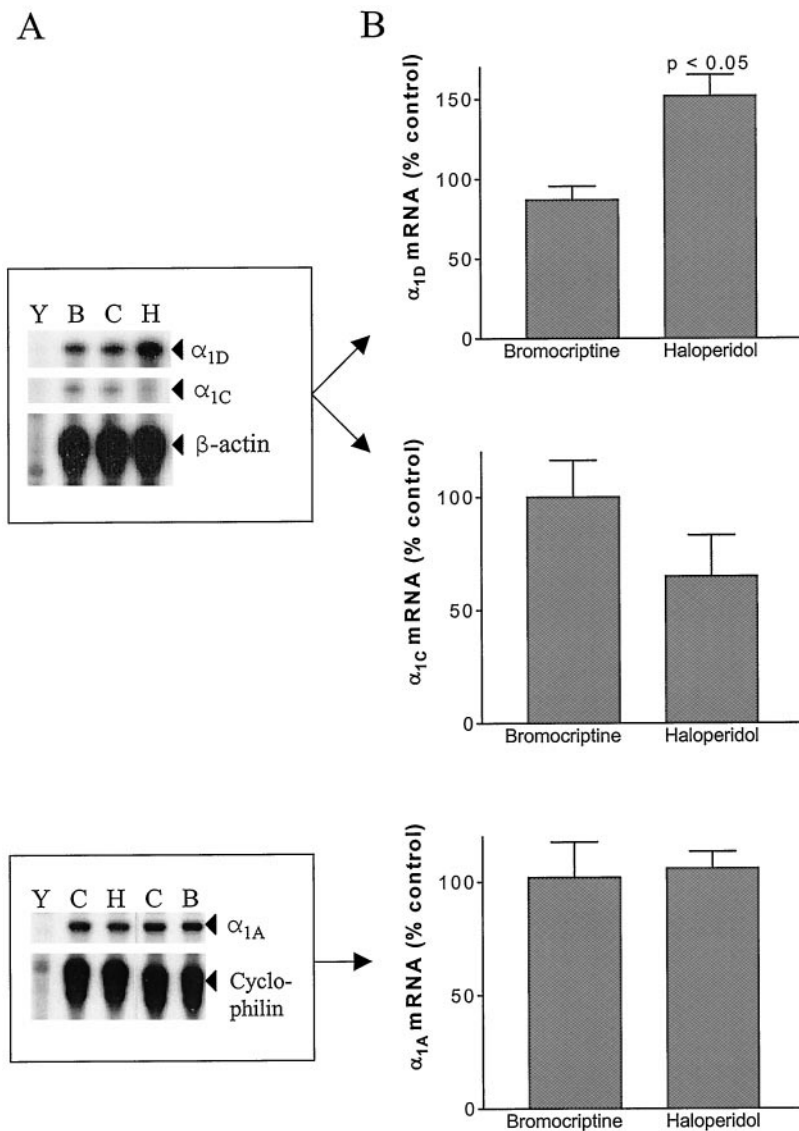 A
B
p < 0.05
α1D mRNA (% control)
150
100
50
0
Bromocriptine Haloperidol
Y B C H
α1D
α1C
β-actin
α1C mRNA (% control)
100
50
0
Bromocriptine Haloperidol
Y C H C B
α1A
Cyclo-
philin
α1A mRNA (% control)
100
50
0
Bromocriptine Haloperidol